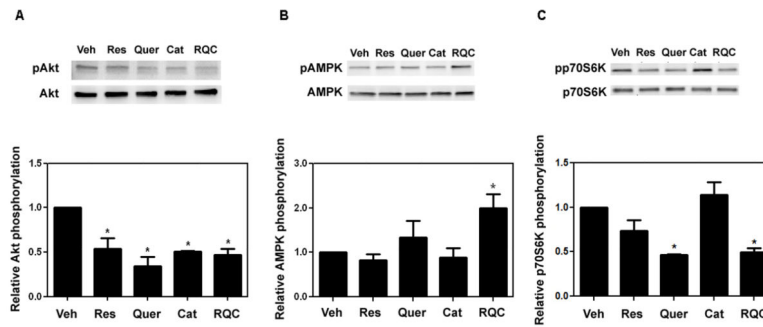 A
Veh Res Quer Cat RQC
pAkt
Akt
Relative Akt phosphorylation
1.5
1.0
0.5
0.0
*
*
*
*
Veh Res Quer Cat RQC
B
Veh Res Quer Cat RQC
pAMPK
AMPK
Relative AMPK phosphorylation
3.0
2.0
1.0
0.0
*
Veh Res Quer Cat RQC
C
Veh Res Quer Cat RQC
pp70S6K
p70S6K
Relative p70S6K phosphorylation
1.5
1.0
0.5
0.0
*
*
Veh Res Quer Cat RQC